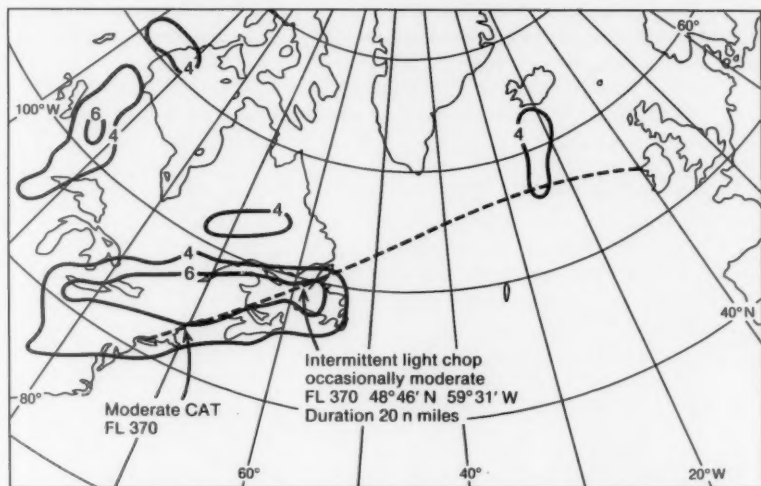 60°
4
100°W
6
4
4
4
4
6
40°N
Intermittent light chop
occasionally moderate
FL 370 48°46′ N 59°31′ W
Duration 20 n miles
80°
Moderate CAT
FL 370
60°
40°
20°W